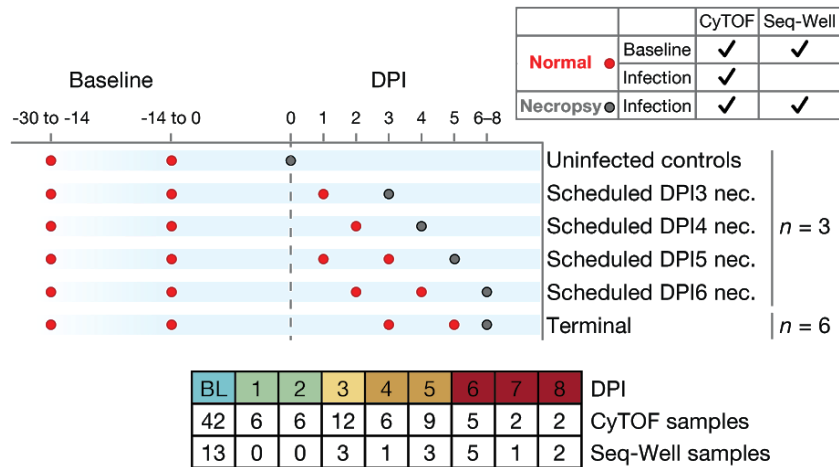 CyTOF Seq-Well
Normal Baseline ✓ ✓
Infection ✓
Necropsy Infection ✓ ✓
Baseline DPI
-30 to -14 -14 to 0 0 1 2 3 4 5 6–8
Uninfected controls
Scheduled DPI3 nec.
Scheduled DPI4 nec.
n = 3
Scheduled DPI5 nec.
Scheduled DPI6 nec.
Terminal n = 6
BL 1 2 3 4 5 6 7 8 DPI
42 6 6 12 6 9 5 2 2 CyTOF samples
13 0 0 3 1 3 5 1 2 Seq-Well samples